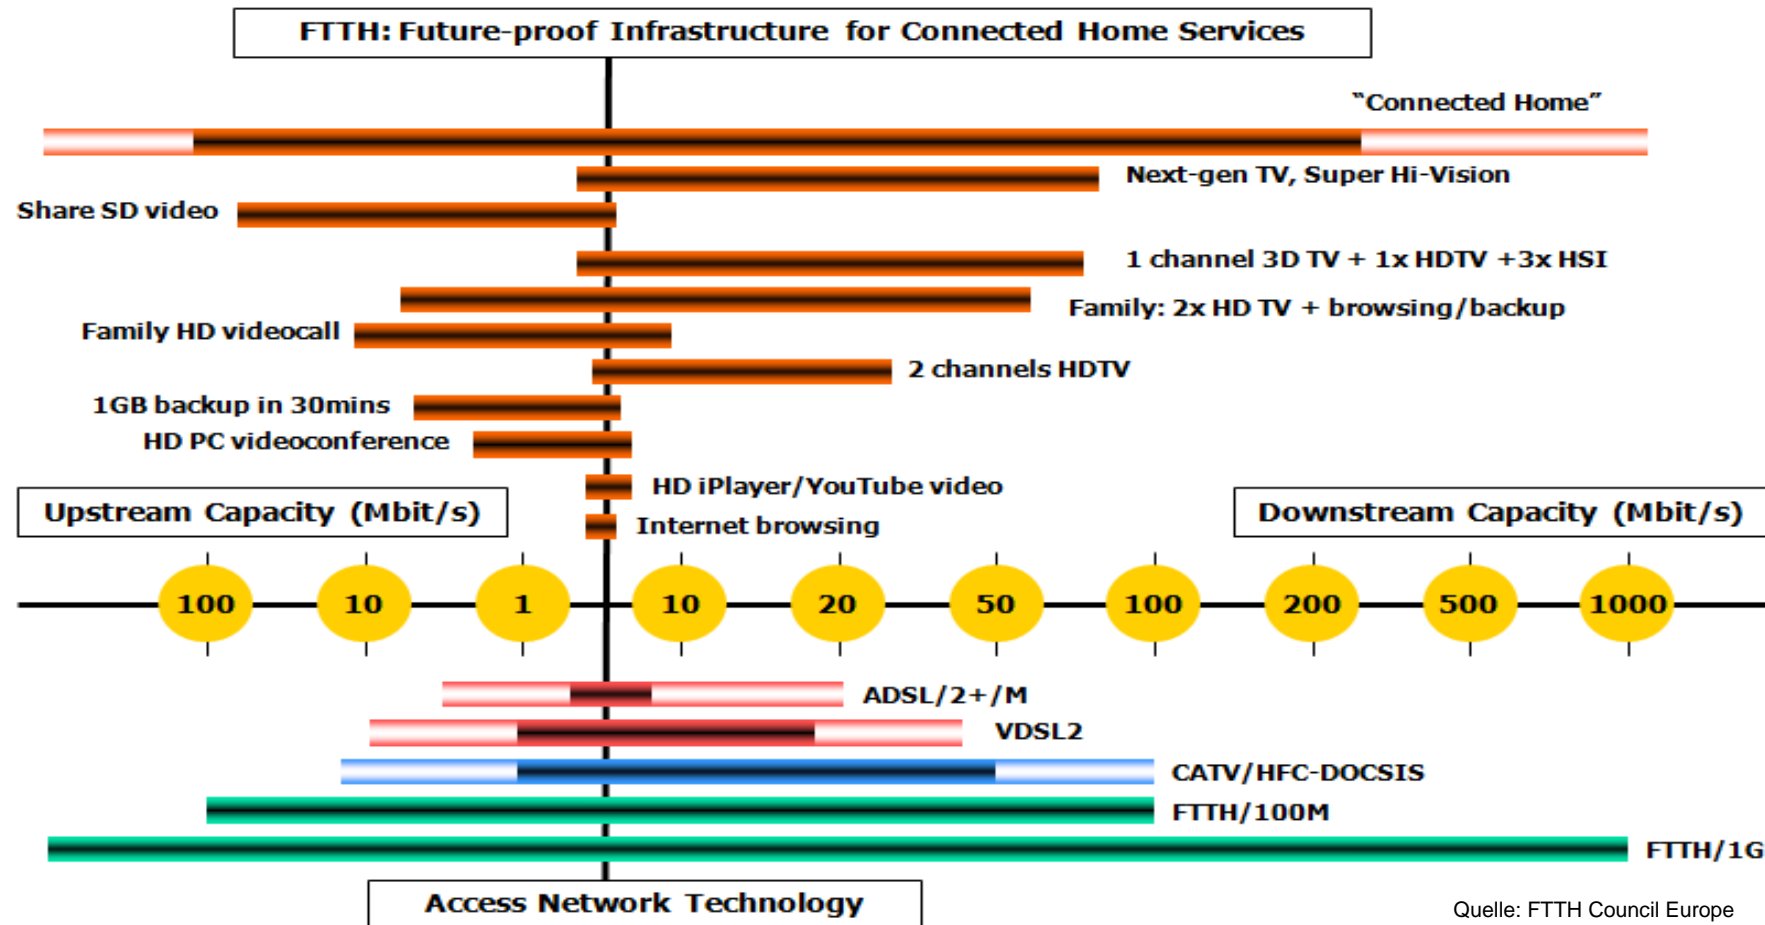 FTTH: Future-proof Infrastructure for Connected Home Services
“Connected Home”
Next-gen TV, Super Hi-Vision
Share SD video
1 channel 3D TV + 1x HDTV +3x HSI
Family: 2x HD TV + browsing/backup
Family HD videocall
2 channels HDTV
1GB backup in 30mins
HD PC videoconference
HD iPlayer/YouTube video
Upstream Capacity (Mbit/s)
Downstream Capacity (Mbit/s)
Internet browsing
100 10 1 10 20 50 100 200 500 1000
ADSL/2+/M
VDSL2
CATV/HFC-DOCSIS
FTTH/100M
FTTH/1G
Access Network Technology
Quelle: FTTH Council Europe